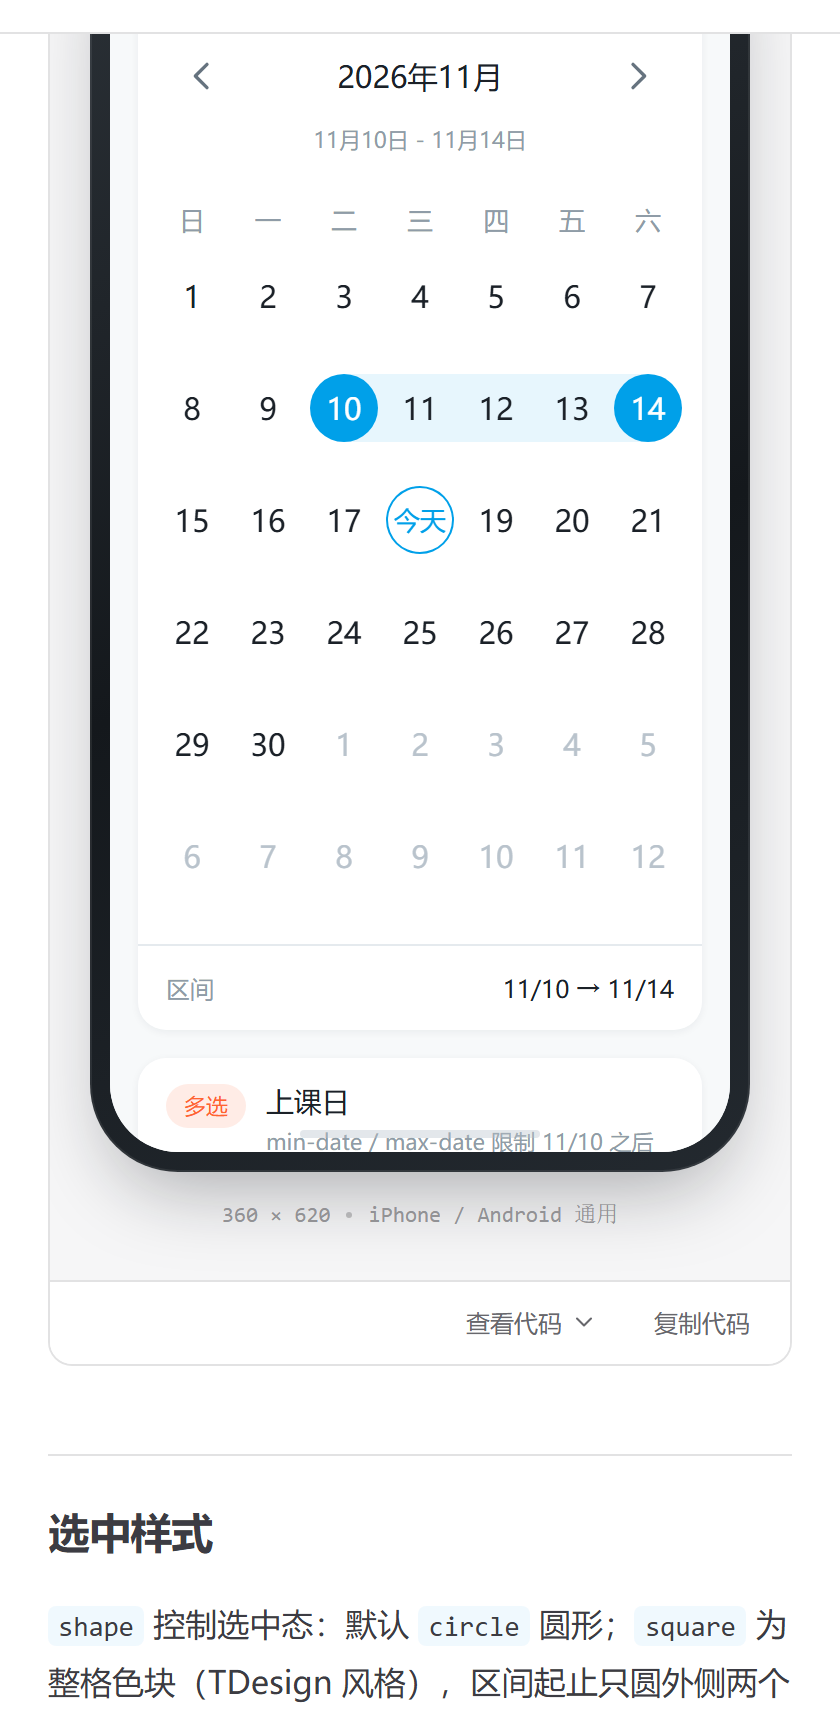 2026年11月
11月10日 - 11月14日
日 一 二 三 四 五 六
1 2 3 4 5 6 7
8 9 10 11 12 13 14
15 16 17 今天 19 20 21
22 23 24 25 26 27 28
29 30 1 2 3 4 5
6 7 8 9 10 11 12
区间 11/10 → 11/14
多选 上课日
min-date / max-date 限制 11/10 之后
360 × 620 • iPhone / Android 通用
查看代码 复制代码
选中样式
shape 控制选中态：默认 circle 圆形；square 为
整格色块（TDesign 风格），区间起止只圆外侧两个